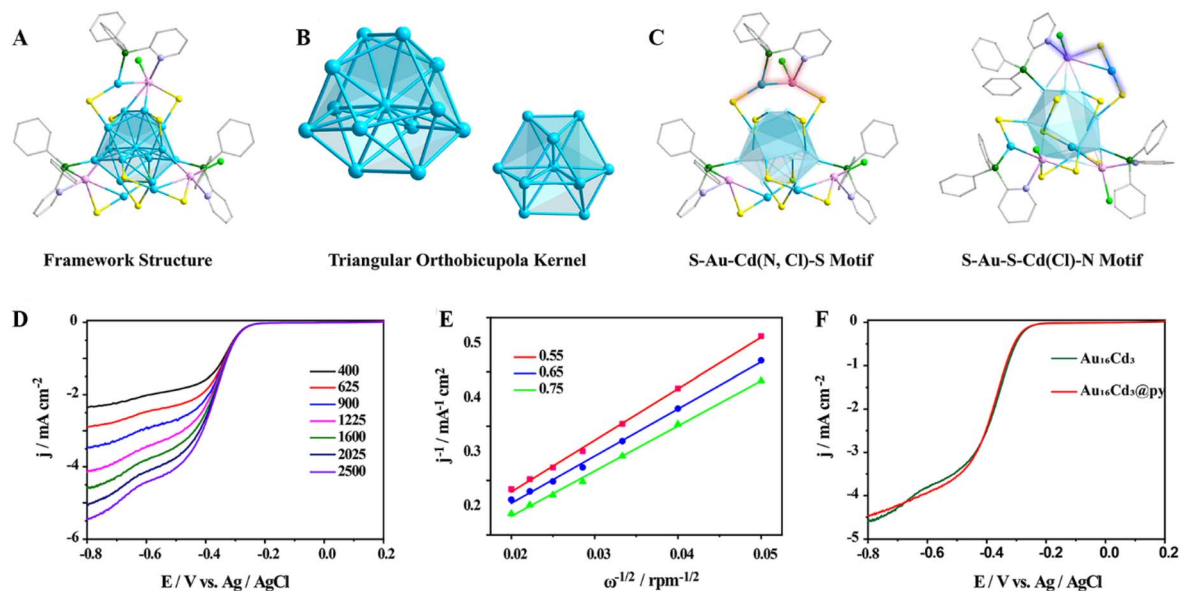 A
B
C
Framework Structure
Triangular Orthobicupola Kernel
S-Au-Cd(N, Cl)-S Motif
S-Au-S-Cd(Cl)-N Motif
D
0
-1
-2
-3
-4
-5
-6
j / mA cm⁻²
400
625
900
1225
1600
2025
2500
-0.8 -0.6 -0.4 -0.2 0.0 0.2
E / V vs. Ag / AgCl
E
0.5
0.4
0.3
0.2
j⁻¹ / mA⁻¹ cm²
0.55
0.65
0.75
0.02 0.03 0.04 0.05
ω⁻¹/² / rpm⁻¹/²
F
0
-1
-2
-3
-4
-5
j / mA cm⁻²
Au₁₆Cd₃
Au₁₆Cd₃@py
-0.8 -0.6 -0.4 -0.2 0.0 0.2
E / V vs. Ag / AgCl